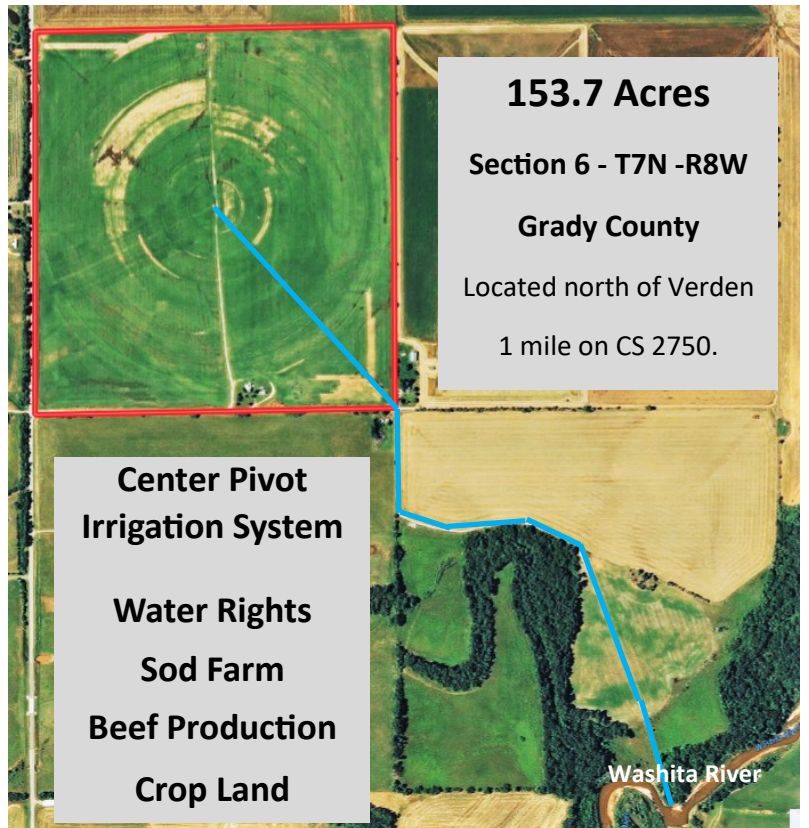 153.7 Acres
Section 6 - T7N -R8W
Grady County
Located north of Verden
1 mile on CS 2750.
Center Pivot
Irrigation System
Water Rights
Sod Farm
Beef Production
Crop Land
Washita River